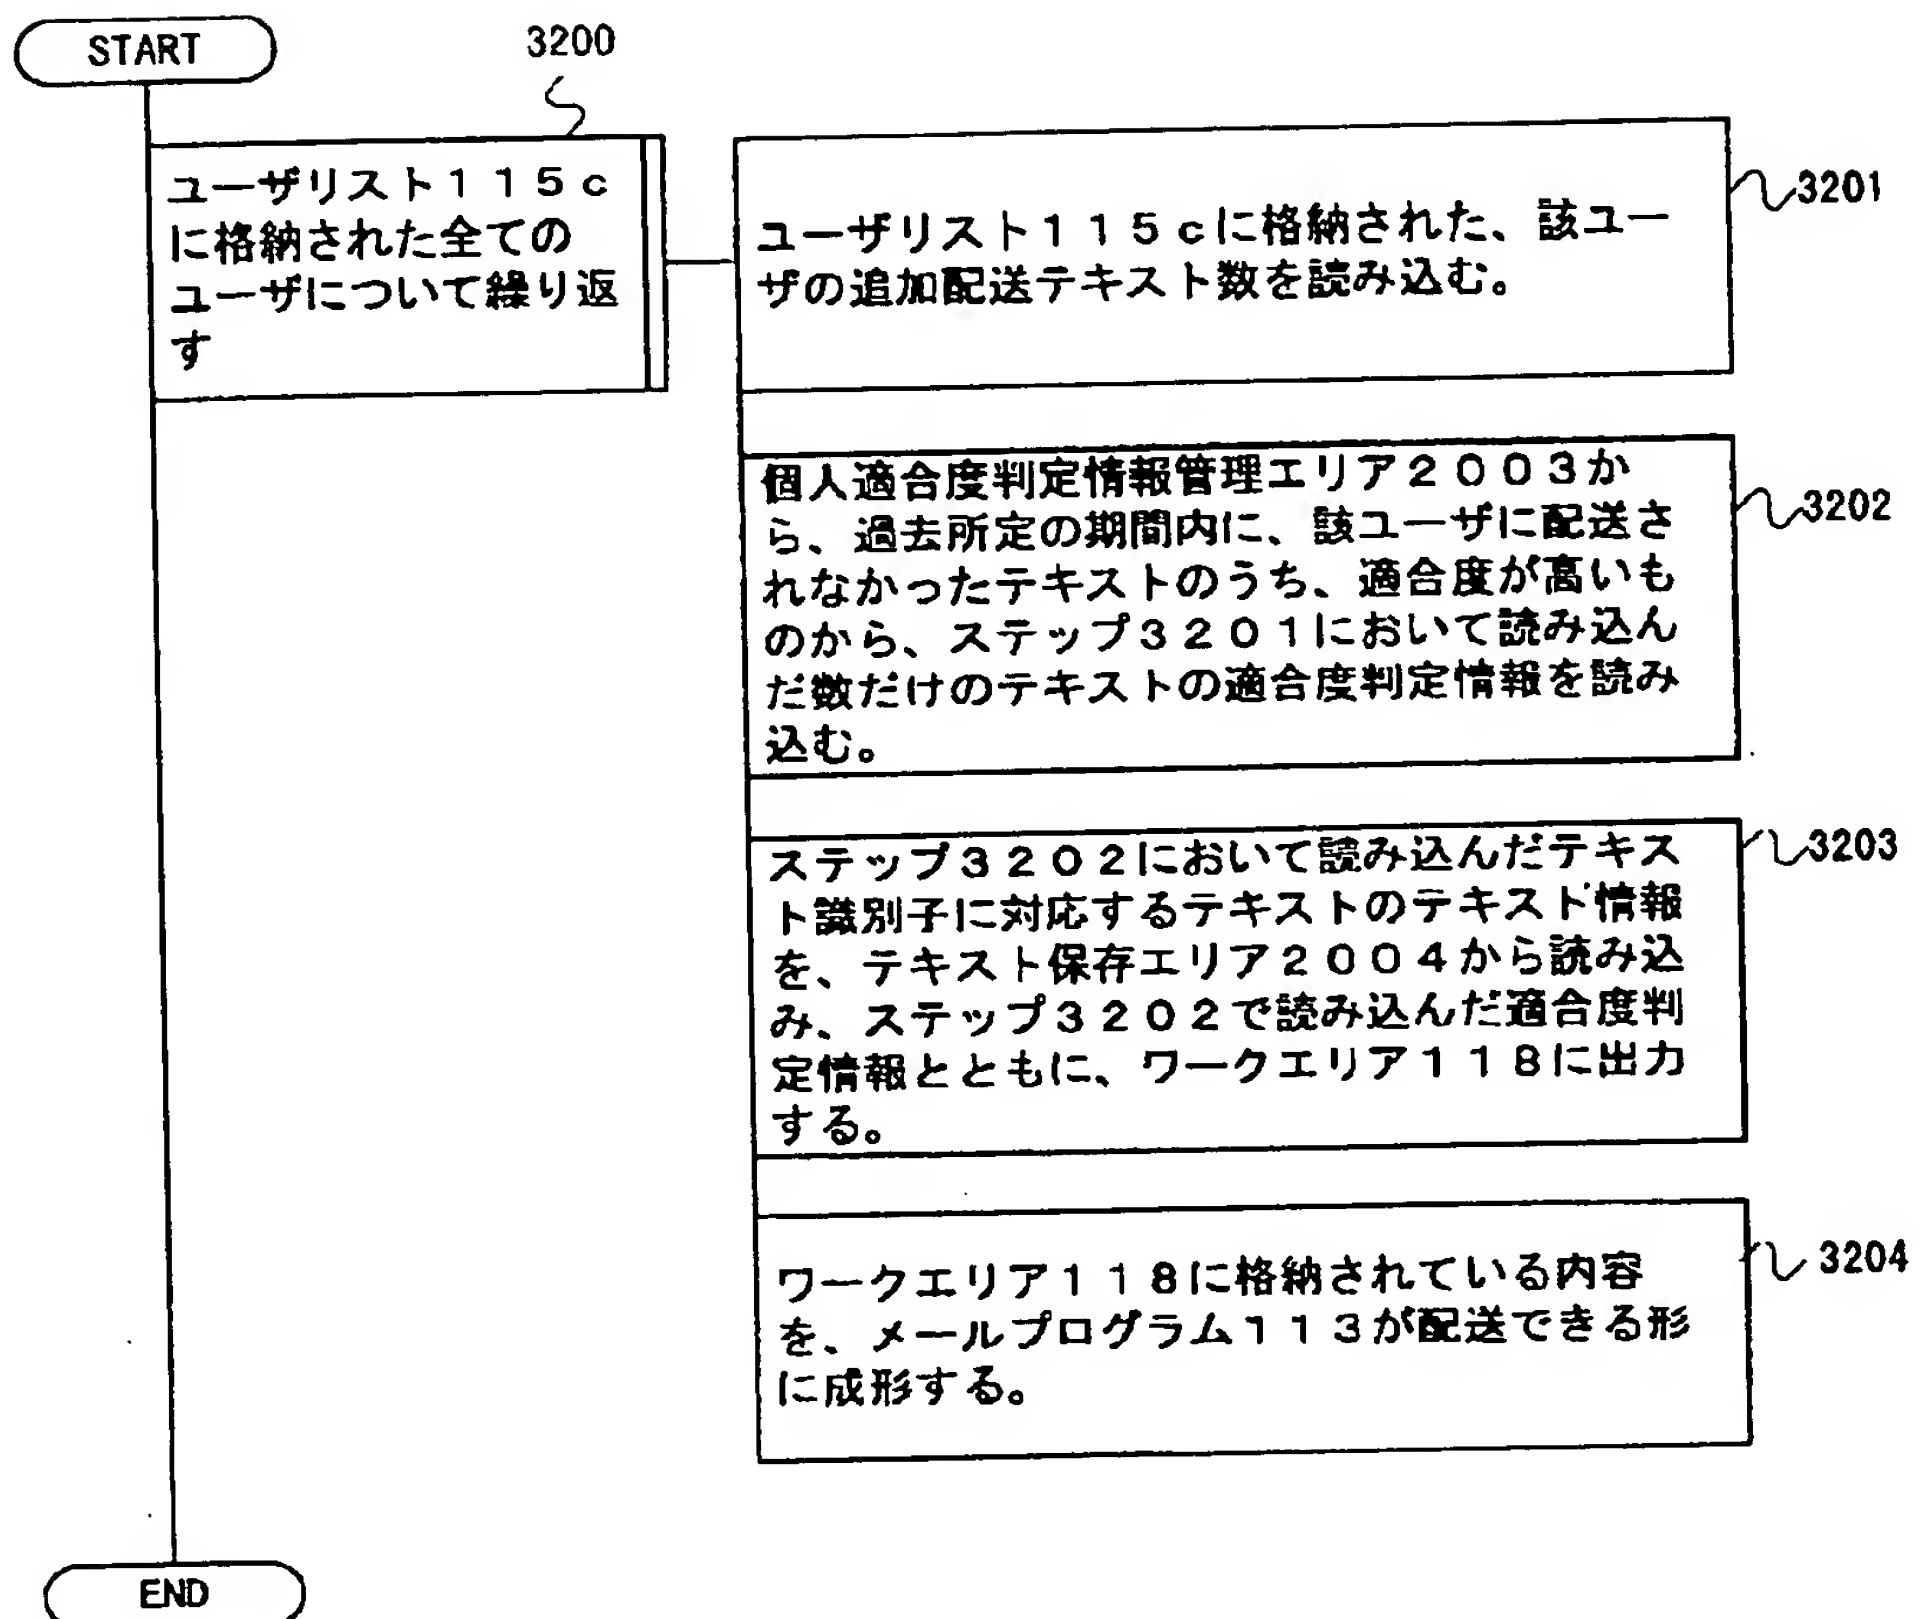 START
3200
ユーザリスト115c
に格納された全ての
ユーザについて繰り返
す
ユーザリスト115cに格納された、該ユー
ザの追加配送テキスト数を読み込む。
3201
個人適合度判定情報管理エリア2003か
ら、過去所定の期間内に、該ユーザに配送さ
れなかったテキストのうち、適合度が高いも
のから、ステップ3201において読み込ん
だ数だけのテキストの適合度判定情報を読み
込む。
3202
ステップ3202において読み込んだテキス
ト識別子に対応するテキストのテキスト情報
を、テキスト保存エリア2004から読み込
み、ステップ3202で読み込んだ適合度判
定情報とともに、ワークエリア118に出力
する。
3203
ワークエリア118に格納されている内容
を、メールプログラム113が配送できる形
に成形する。
3204
END